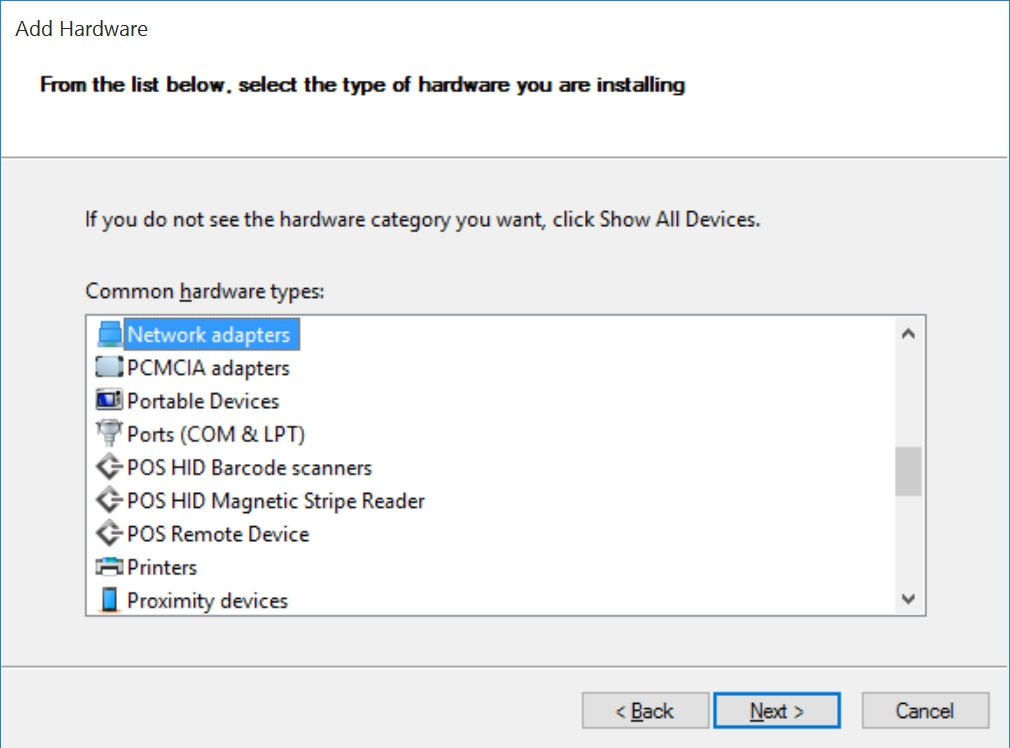 Add Hardware
From the list below, select the type of hardware you are installing
If you do not see the hardware category you want, click Show All Devices.
Common hardware types:
Network adapters
PCMCIA adapters
Portable Devices
Ports (COM & LPT)
POS HID Barcode scanners
POS HID Magnetic Stripe Reader
POS Remote Device
Printers
Proximity devices
< Back Next > Cancel